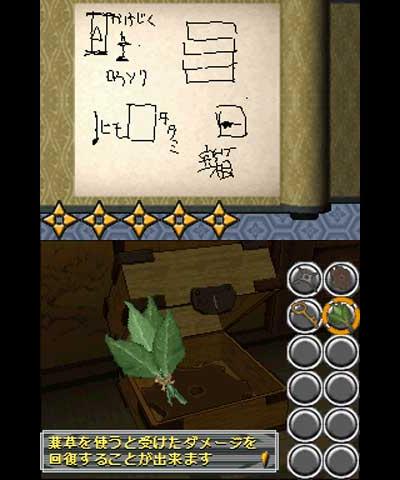 かけじく
ロウソク
ヒモ
タタミ
薬草を使うと受けたダメージを
回復することが出来ます